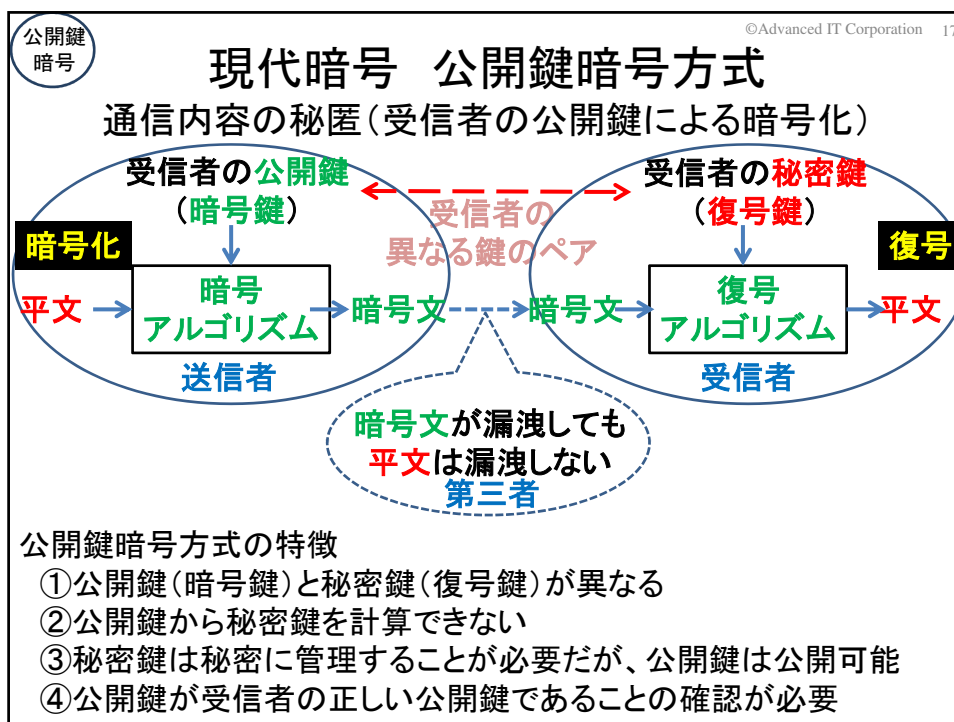 ©Advanced IT Corporation 17
公開鍵
暗号
現代暗号　公開鍵暗号方式
通信内容の秘匿（受信者の公開鍵による暗号化）
受信者の公開鍵
（暗号鍵）
受信者の秘密鍵
（復号鍵）
受信者の
異なる鍵のペア
暗号化
復号
平文
暗号
アルゴリズム
暗号文
暗号文
復号
アルゴリズム
平文
送信者
受信者
暗号文が漏洩しても
平文は漏洩しない
第三者
公開鍵暗号方式の特徴
①公開鍵（暗号鍵）と秘密鍵（復号鍵）が異なる
②公開鍵から秘密鍵を計算できない
③秘密鍵は秘密に管理することが必要だが、公開鍵は公開可能
④公開鍵が受信者の正しい公開鍵であることの確認が必要